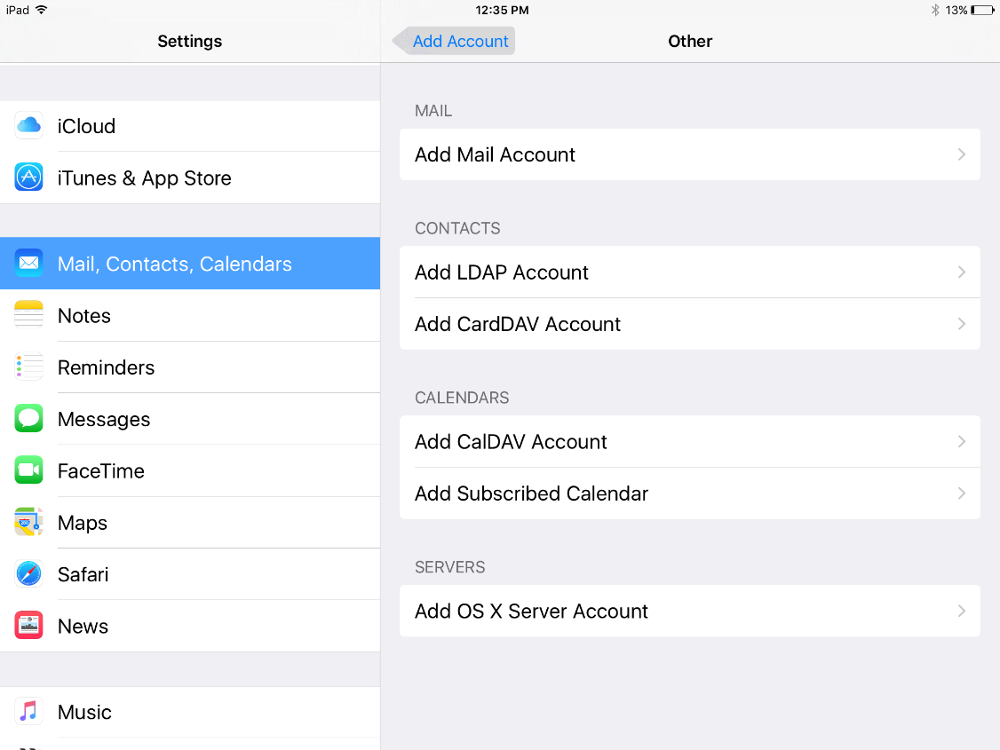 iPad
12:35 PM
13%
Settings
Add Account
Other
iCloud
iTunes & App Store
Mail, Contacts, Calendars
Notes
Reminders
Messages
FaceTime
Maps
Safari
News
Music
MAIL
Add Mail Account
CONTACTS
Add LDAP Account
Add CardDAV Account
CALENDARS
Add CalDAV Account
Add Subscribed Calendar
SERVERS
Add OS X Server Account